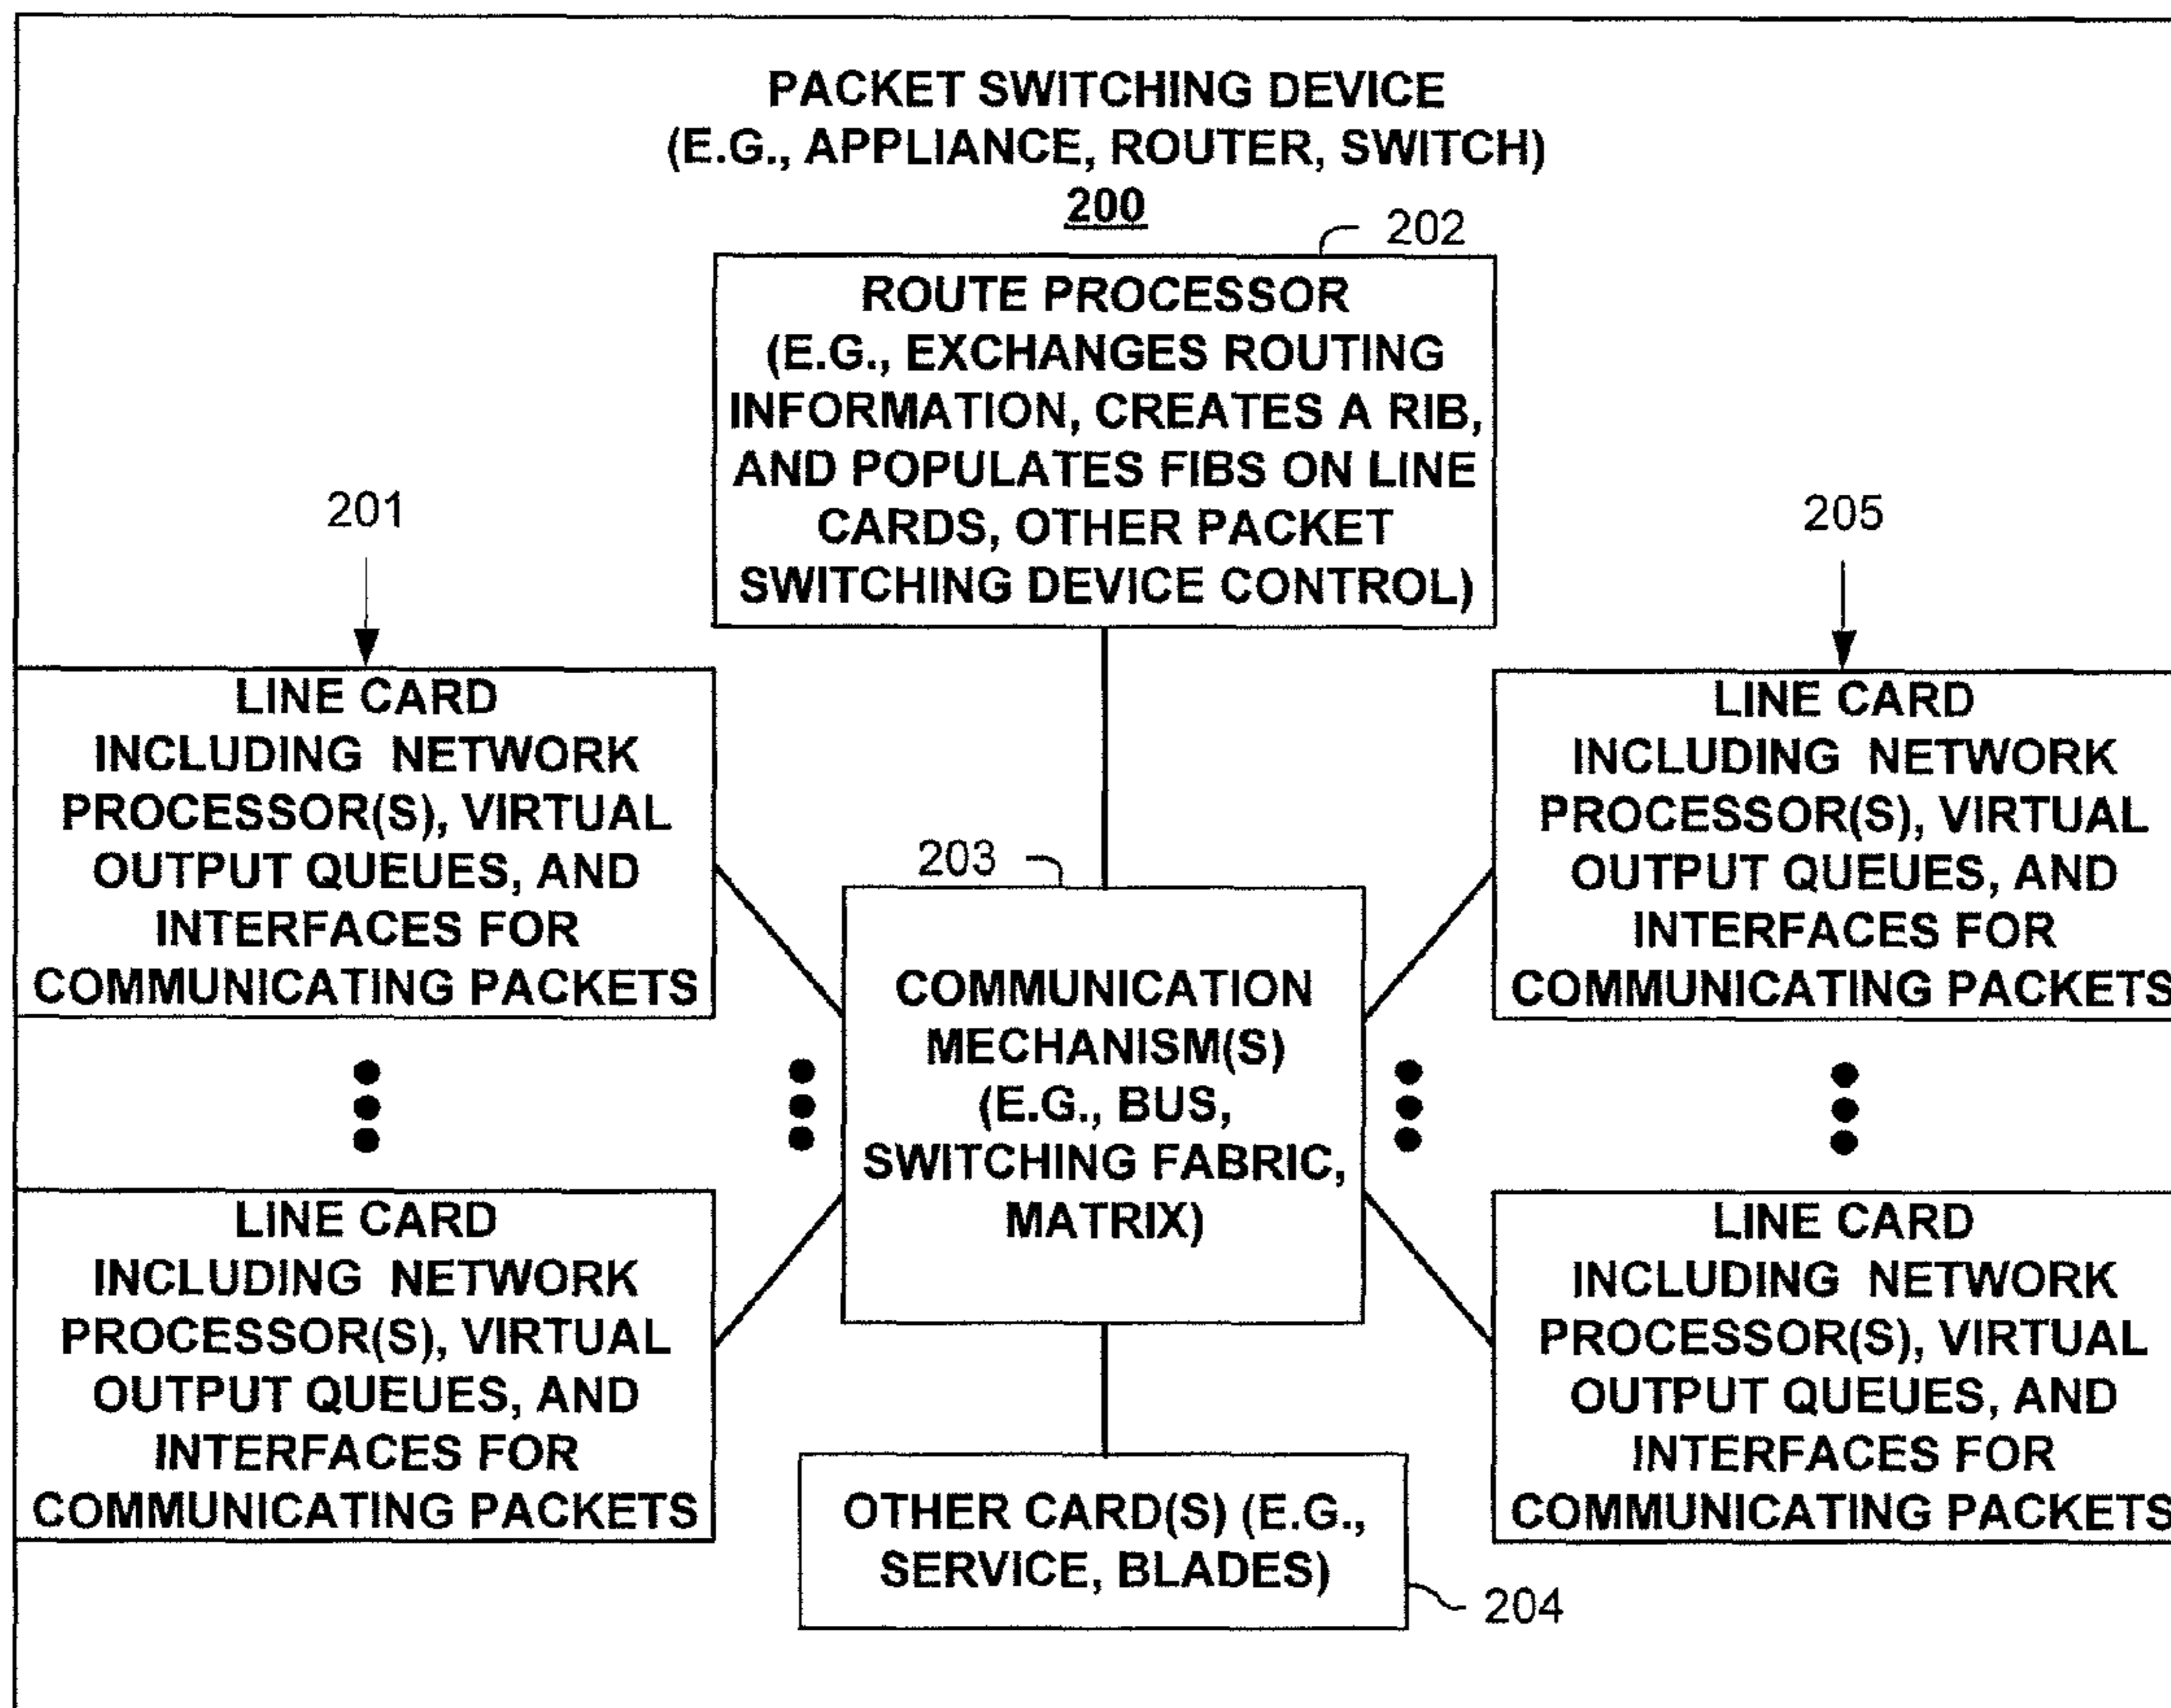 PACKET SWITCHING DEVICE
(E.G., APPLIANCE, ROUTER, SWITCH)
200
202
ROUTE PROCESSOR
(E.G., EXCHANGES ROUTING
INFORMATION, CREATES A RIB,
AND POPULATES FIBS ON LINE
CARDS, OTHER PACKET
SWITCHING DEVICE CONTROL)
201
LINE CARD
INCLUDING NETWORK
PROCESSOR(S), VIRTUAL
OUTPUT QUEUES, AND
INTERFACES FOR
COMMUNICATING PACKETS
205
LINE CARD
INCLUDING NETWORK
PROCESSOR(S), VIRTUAL
OUTPUT QUEUES, AND
INTERFACES FOR
COMMUNICATING PACKETS
203
COMMUNICATION
MECHANISM(S)
(E.G., BUS,
SWITCHING FABRIC,
MATRIX)
LINE CARD
INCLUDING NETWORK
PROCESSOR(S), VIRTUAL
OUTPUT QUEUES, AND
INTERFACES FOR
COMMUNICATING PACKETS
LINE CARD
INCLUDING NETWORK
PROCESSOR(S), VIRTUAL
OUTPUT QUEUES, AND
INTERFACES FOR
COMMUNICATING PACKETS
OTHER CARD(S) (E.G.,
SERVICE, BLADES)
204